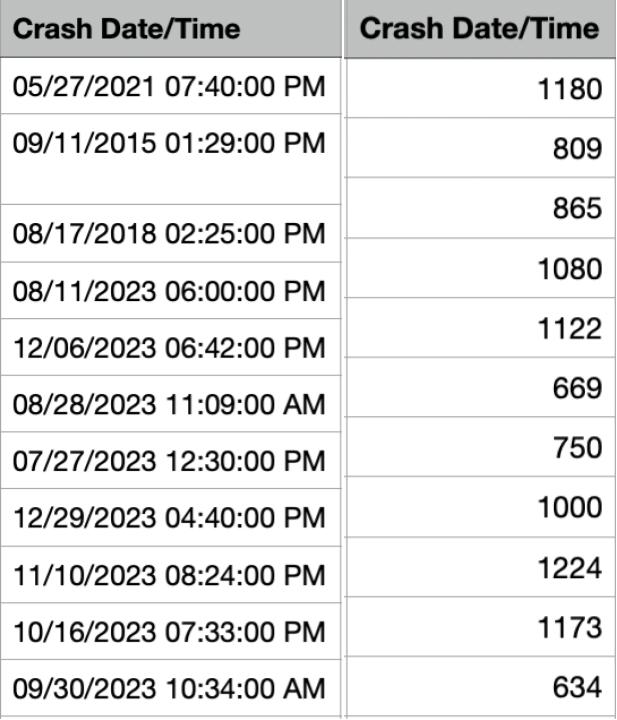 Crash Date/Time Crash Date/Time
05/27/2021 07:40:00 PM 1180
09/11/2015 01:29:00 PM 809
08/17/2018 02:25:00 PM 865
08/11/2023 06:00:00 PM 1080
12/06/2023 06:42:00 PM 1122
08/28/2023 11:09:00 AM 669
07/27/2023 12:30:00 PM 750
12/29/2023 04:40:00 PM 1000
11/10/2023 08:24:00 PM 1224
10/16/2023 07:33:00 PM 1173
09/30/2023 10:34:00 AM 634